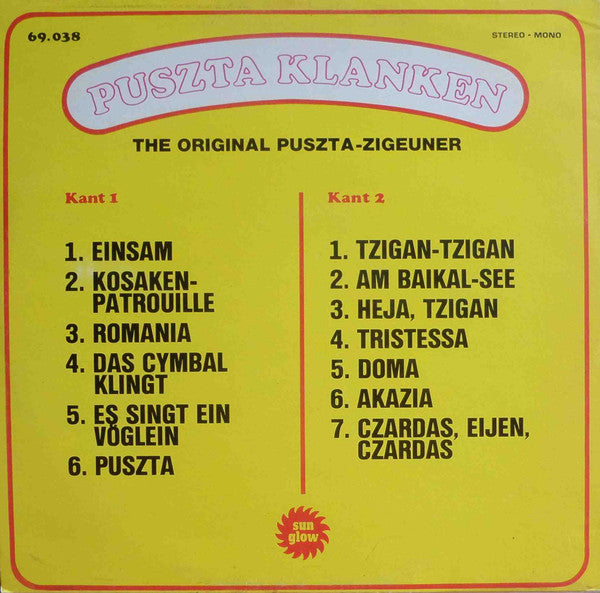 69.038
STEREO - MONO
PUSZTA KLANKEN
THE ORIGINAL PUSZTA-ZIGEUNER
Kant 1
1. EINSAM
2. KOSAKEN-
PATROUILLE
3. ROMANIA
4. DAS CYMBAL
KLINGT
5. ES SINGT EIN
VÖGLEIN
6. PUSZTA
Kant 2
1. TZIGAN-TZIGAN
2. AM BAIKAL-SEE
3. HEJA, TZIGAN
4. TRISTESSA
5. DOMA
6. AKAZIA
7. CZARDAS, EIJEN,
CZARDAS
sun
glow